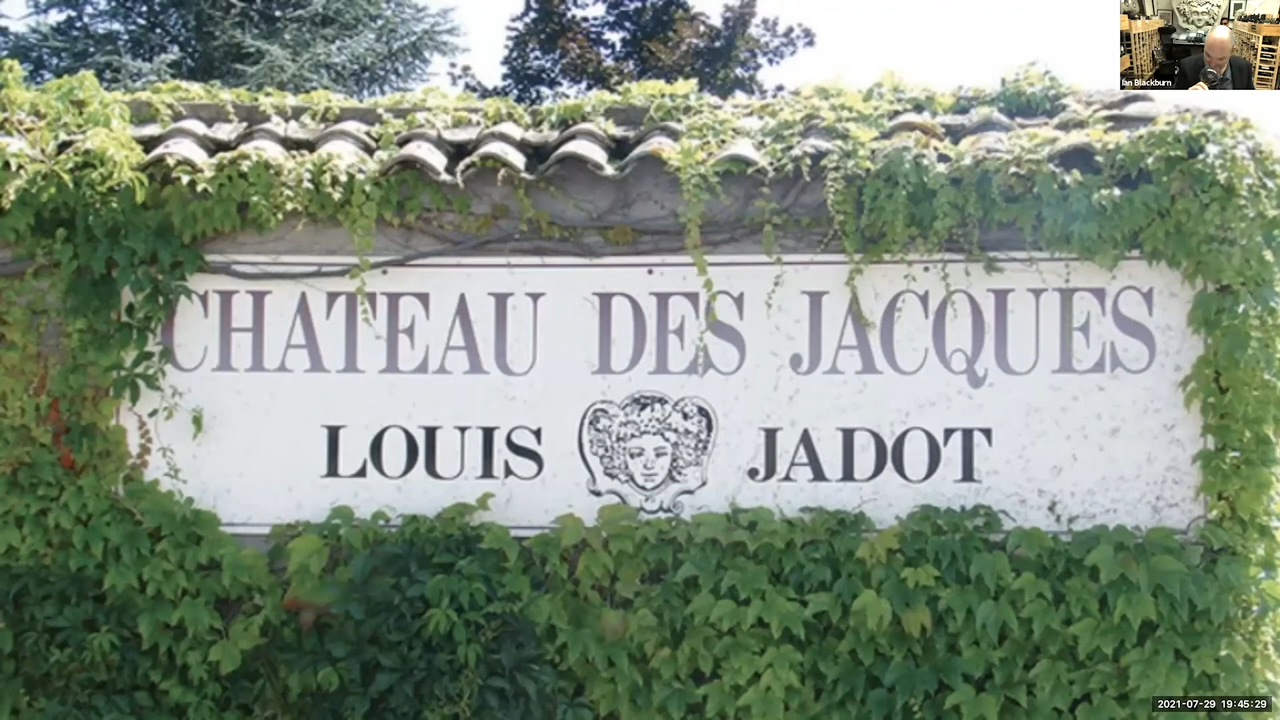 Ian Blackburn
CHATEAU DES JACQUES
LOUIS JADOT
2021-07-29 19:45:29